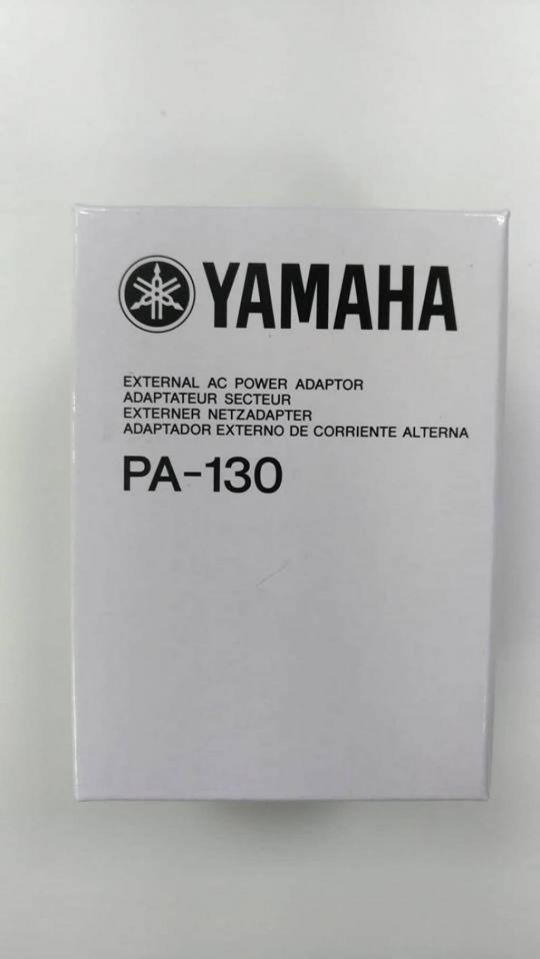 YAMAHA
EXTERNAL AC POWER ADAPTOR
ADAPTATEUR SECTEUR
EXTERNER NETZADAPTER
ADAPTADOR EXTERNO DE CORRIENTE ALTERNA
PA-130